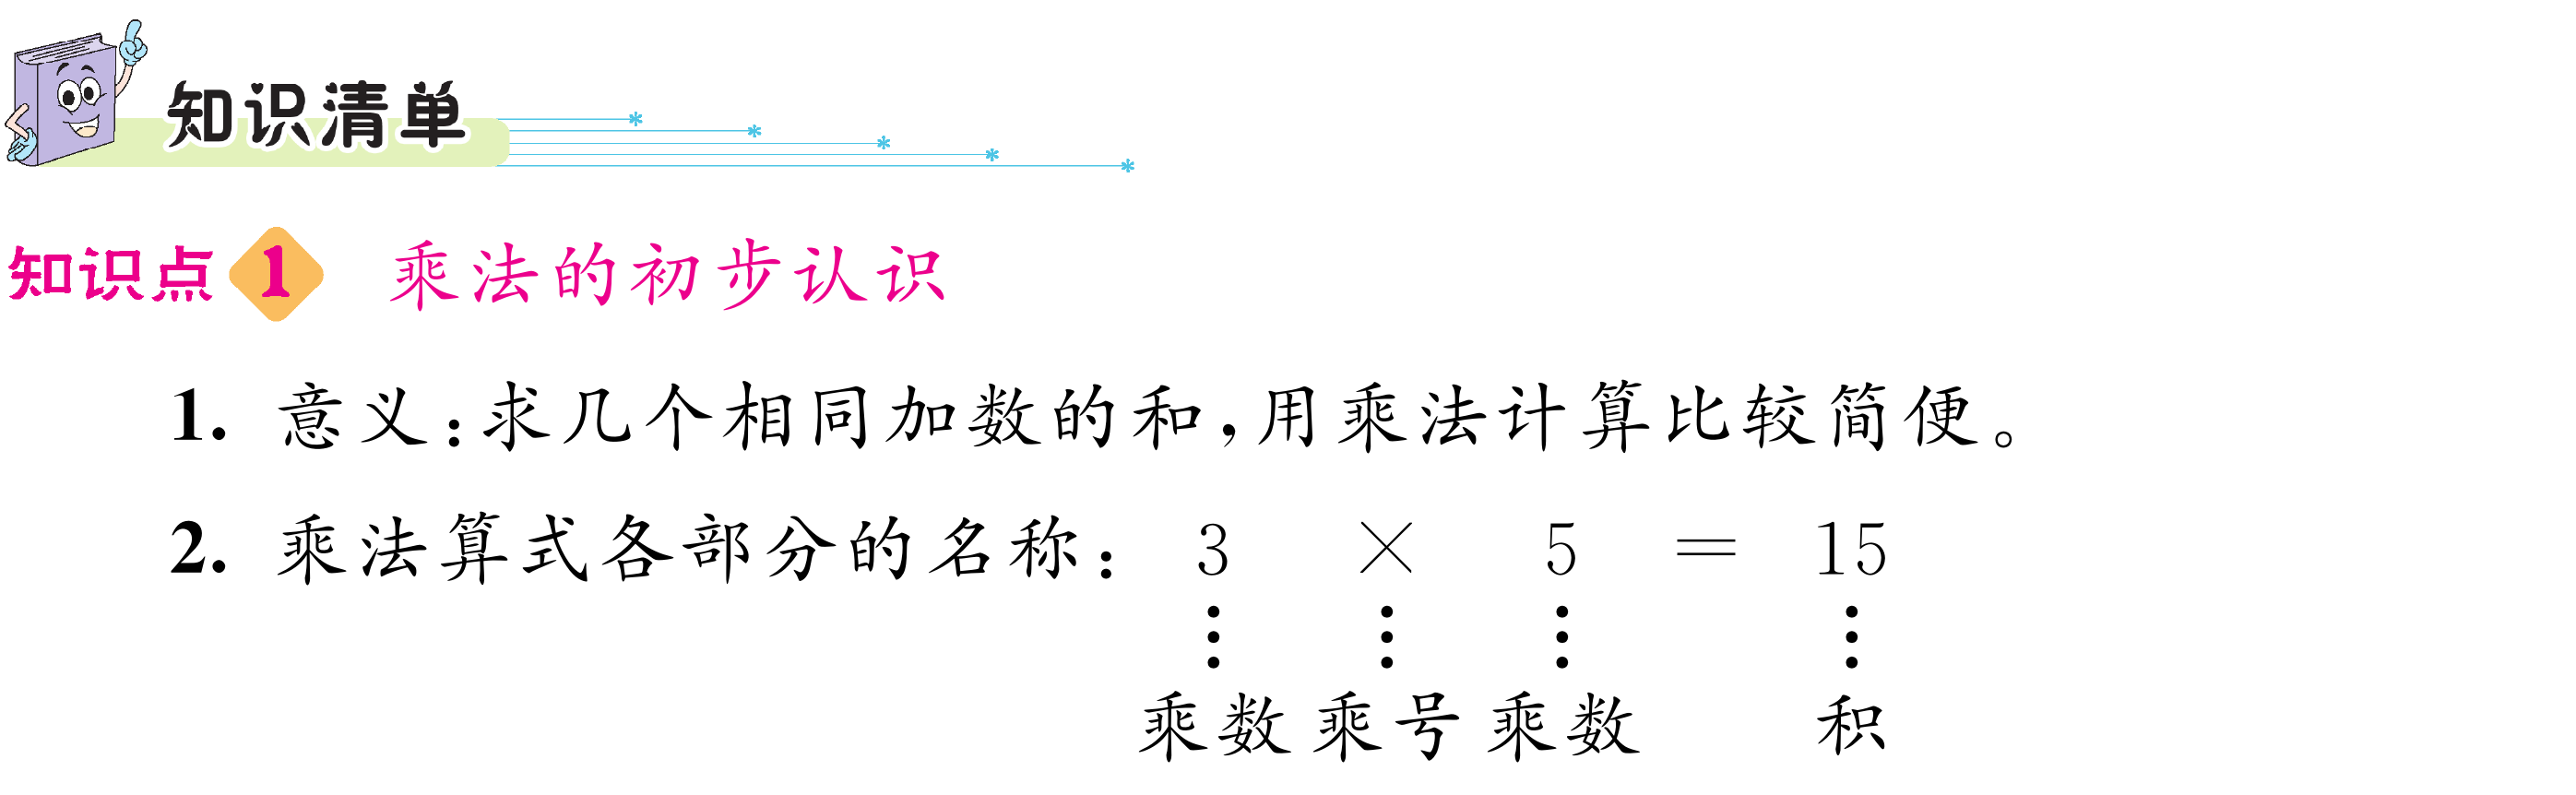 知识清单
知识点 1 乘法的初步认识
1. 意义:求几个相同加数的和,用乘法计算比较简便。
2. 乘法算式各部分的名称: 3 × 5 = 15
⋮ ⋮ ⋮ ⋮
乘数 乘号 乘数 积